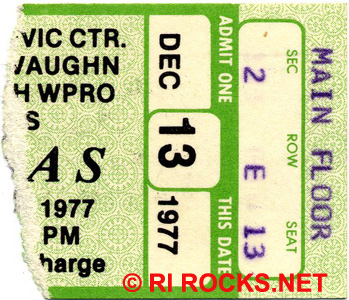 VIC CTR.
VAUGHN
H WPRO
S
AS
1977
PM
harge
DEC
13
1977
ADMIT ONE
THIS DATE
SEC
ROW
SEAT
2
E
13
MAIN FLOOR
© RI ROCKS.NET